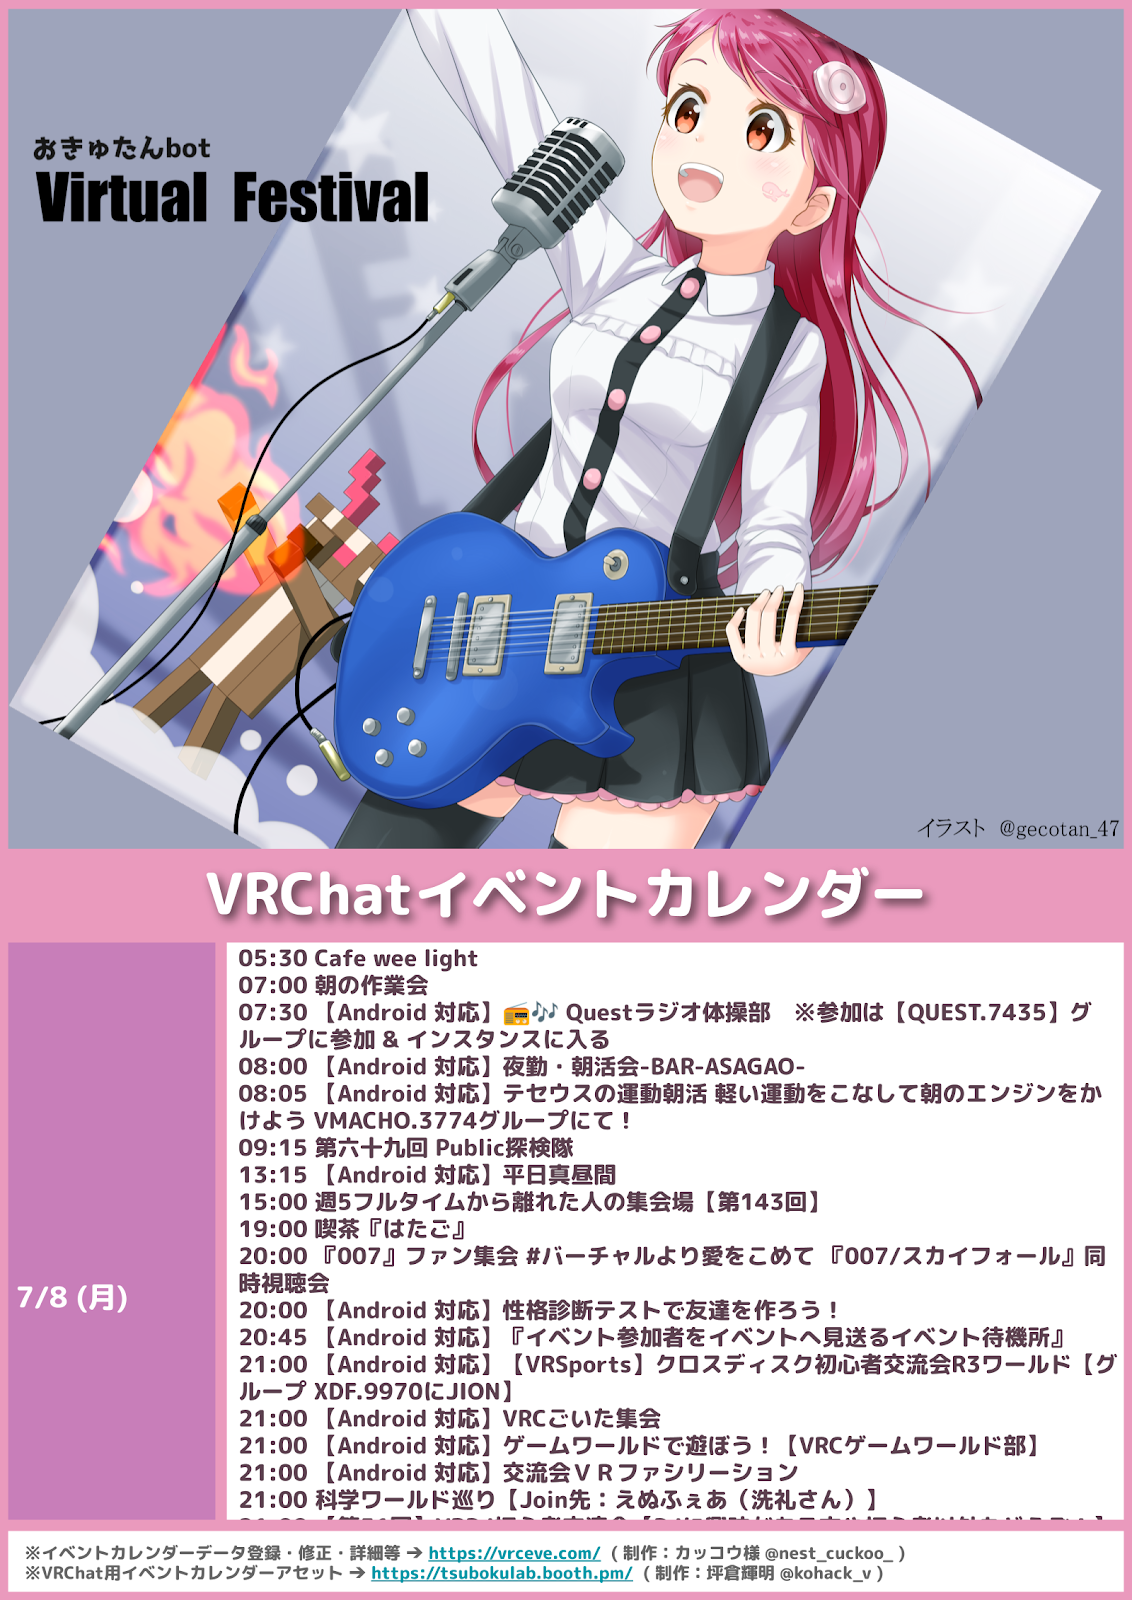 おきゅたんbot
Virtual Festival
イラスト @gecotan_47
VRChatイベントカレンダー
7/8 (月)
05:30 Cafe wee light
07:00 朝の作業会
07:30 【Android 対応】📻🎶 Questラジオ体操部　※参加は【QUEST.7435】グ
ループに参加 & インスタンスに入る
08:00 【Android 対応】夜勤・朝活会-BAR-ASAGAO-
08:05 【Android 対応】テセウスの運動朝活 軽い運動をこなして朝のエンジンをか
けよう VMACHO.3774グループにて！
09:15 第六十九回 Public探検隊
13:15 【Android 対応】平日真昼間
15:00 週5フルタイムから離れた人の集会場【第143回】
19:00 喫茶『はたご』
20:00 『007』ファン集会 #バーチャルより愛をこめて 『007/スカイフォール』同
時視聴会
20:00 【Android 対応】性格診断テストで友達を作ろう！
20:45 【Android 対応】『イベント参加者をイベントへ見送るイベント待機所』
21:00 【Android 対応】【VRSports】クロスディスク初心者交流会R3ワールド【グ
ループ XDF.9970にJION】
21:00 【Android 対応】VRCごいた集会
21:00 【Android 対応】ゲームワールドで遊ぼう！【VRCゲームワールド部】
21:00 【Android 対応】交流会ＶＲファシリーション
21:00 科学ワールド巡り【Join先：えぬふぇあ（洗礼さん）】
※イベントカレンダーデータ登録・修正・詳細等 → https://vrceve.com/ （制作：カッコウ様 @nest_cuckoo_ ）
※VRChat用イベントカレンダーアセット → https://tsubokulab.booth.pm/ （制作：坪倉輝明 @kohack_v ）